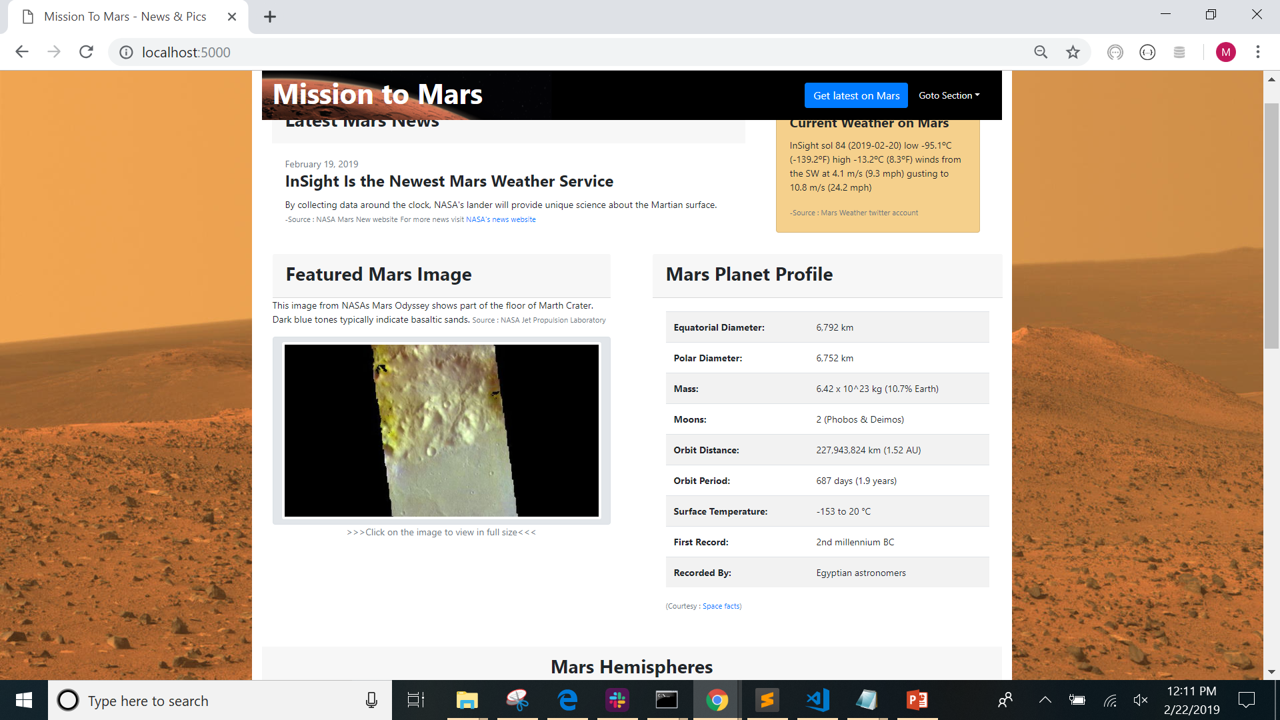 Mission To Mars - News & Pics
localhost:5000
M
Mission to Mars
Get latest on Mars
Goto Section
Latest Mars News
February 19, 2019
InSight Is the Newest Mars Weather Service
By collecting data around the clock, NASA's lander will provide unique science about the Martian surface.
-Source : NASA Mars New website For more news visit NASA's news website
Current Weather on Mars
InSight sol 84 (2019-02-20) low -95.1ºC
(-139.2ºF) high -13.2ºC (8.3ºF) winds from
the SW at 4.1 m/s (9.3 mph) gusting to
10.8 m/s (24.2 mph)
-Source : Mars Weather twitter account
Featured Mars Image
This image from NASAs Mars Odyssey shows part of the floor of Marth Crater.
Dark blue tones typically indicate basaltic sands. Source : NASA Jet Propulsion Laboratory
>>>Click on the image to view in full size<<<
Mars Planet Profile
Equatorial Diameter: 6,792 km
Polar Diameter: 6,752 km
Mass: 6.42 x 10^23 kg (10.7% Earth)
Moons: 2 (Phobos & Deimos)
Orbit Distance: 227,943,824 km (1.52 AU)
Orbit Period: 687 days (1.9 years)
Surface Temperature: -153 to 20 °C
First Record: 2nd millennium BC
Recorded By: Egyptian astronomers
(Courtesy : Space facts)
Mars Hemispheres
Type here to search
12:11 PM
2/22/2019